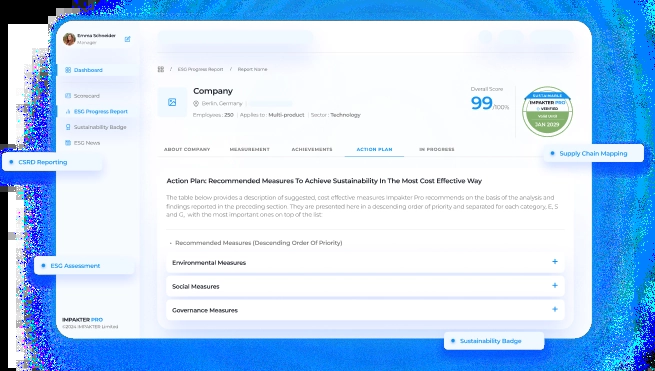 Emma Schneider
Manager
Dashboard
Scorecard
ESG Progress Report
Sustainability Badge
ESG News
CSRD Reporting
ESG Assessment
IMPAKTER PRO
©2024 IMPAKTER Limited
/ ESG Progress Report / Report Name
Company
Berlin, Germany
Employees : 250 | Applies to : Multi-product | Sector : Technology
Overall Score
99/100%
SUSTAINABLE
IMPAKTER PRO
VERIFIED
VALID UNTIL
JAN 2029
ABOUT COMPANY MEASUREMENT ACHIEVEMENTS ACTION PLAN IN PROGRESS
Supply Chain Mapping
Action Plan: Recommended Measures To Achieve Sustainability In The Most Cost Effective Way
The table below provides a description of suggested, cost effective measures Impakter Pro recommends on the basis of the analysis and
findings reported in the preceding section. They are presented here in a descending order of priority and separated for each category, E, S
and G, with the most important ones on top of the list
• Recommended Measures (Descending Order Of Priority)
Environmental Measures +
Social Measures +
Governance Measures +
Sustainability Badge